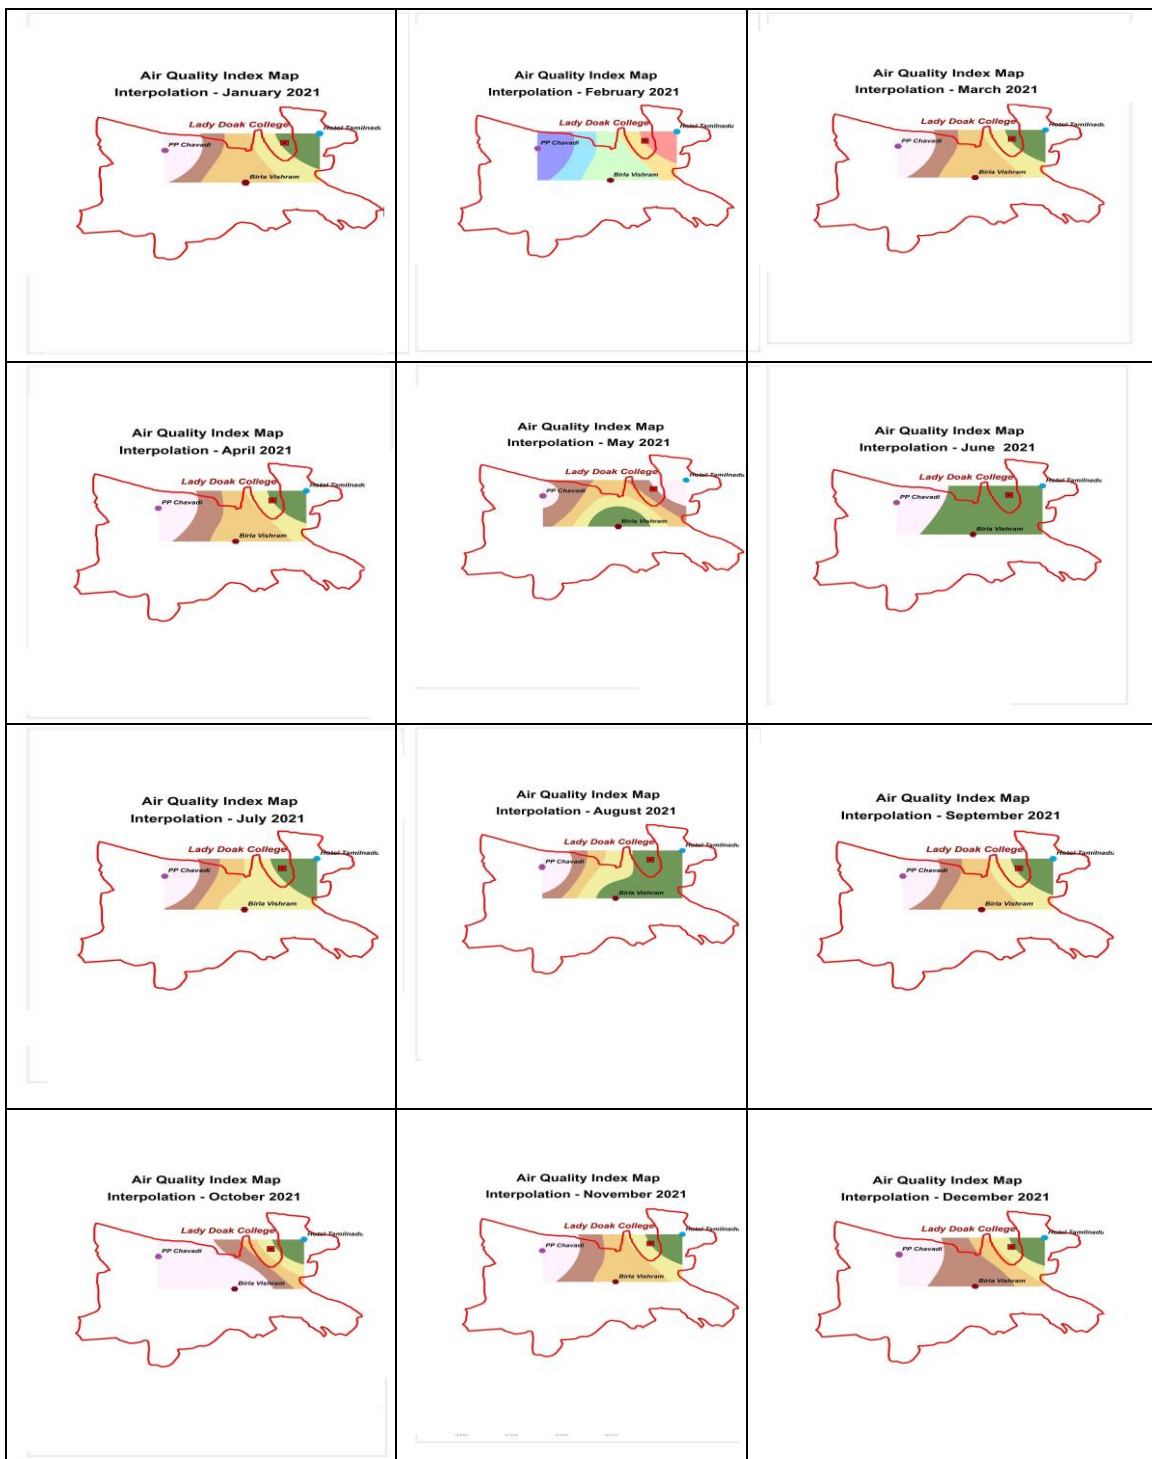 Air Quality Index Map
Interpolation - January 2021
Lady Doak College
Hotel Tamilnadu
PP Chavadi
Birla Vishram
Air Quality Index Map
Interpolation - February 2021
Lady Doak College
Hotel Tamilnadu
PP Chavadi
Birla Vishram
Air Quality Index Map
Interpolation - March 2021
Lady Doak College
Hotel Tamilnadu
PP Chavadi
Birla Vishram
Air Quality Index Map
Interpolation - April 2021
Lady Doak College
Hotel Tamilnadu
PP Chavadi
Birla Vishram
Air Quality Index Map
Interpolation - May 2021
Lady Doak College
Hotel Tamilnadu
PP Chavadi
Birla Vishram
Air Quality Index Map
Interpolation - June 2021
Lady Doak College
Hotel Tamilnadu
PP Chavadi
Birla Vishram
Air Quality Index Map
Interpolation - July 2021
Lady Doak College
Hotel Tamilnadu
PP Chavadi
Birla Vishram
Air Quality Index Map
Interpolation - August 2021
Lady Doak College
Hotel Tamilnadu
PP Chavadi
Birla Vishram
Air Quality Index Map
Interpolation - September 2021
Lady Doak College
Hotel Tamilnadu
PP Chavadi
Birla Vishram
Air Quality Index Map
Interpolation - October 2021
Lady Doak College
Hotel Tamilnadu
PP Chavadi
Birla Vishram
Air Quality Index Map
Interpolation - November 2021
Lady Doak College
Hotel Tamilnadu
PP Chavadi
Birla Vishram
Air Quality Index Map
Interpolation - December 2021
Lady Doak College
Hotel Tamilnadu
PP Chavadi
Birla Vishram